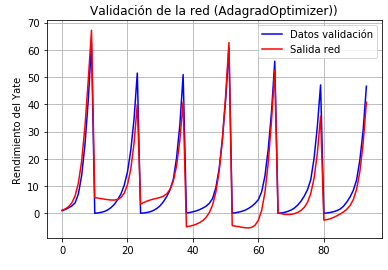 Validación de la red (AdagradOptimizer))
Datos validación
Salida red
Rendimiento del Yate
70
60
50
40
30
20
10
0
0 20 40 60 80